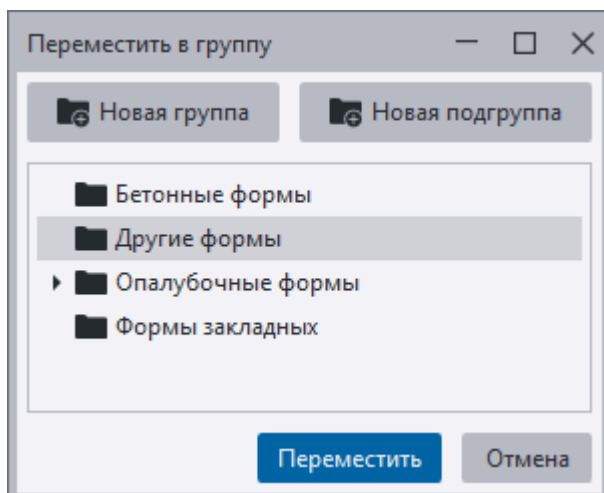 Переместить в группу
Новая группа Новая подгруппа
Бетонные формы
Другие формы
Опалубочные формы
Формы закладных
Переместить Отмена